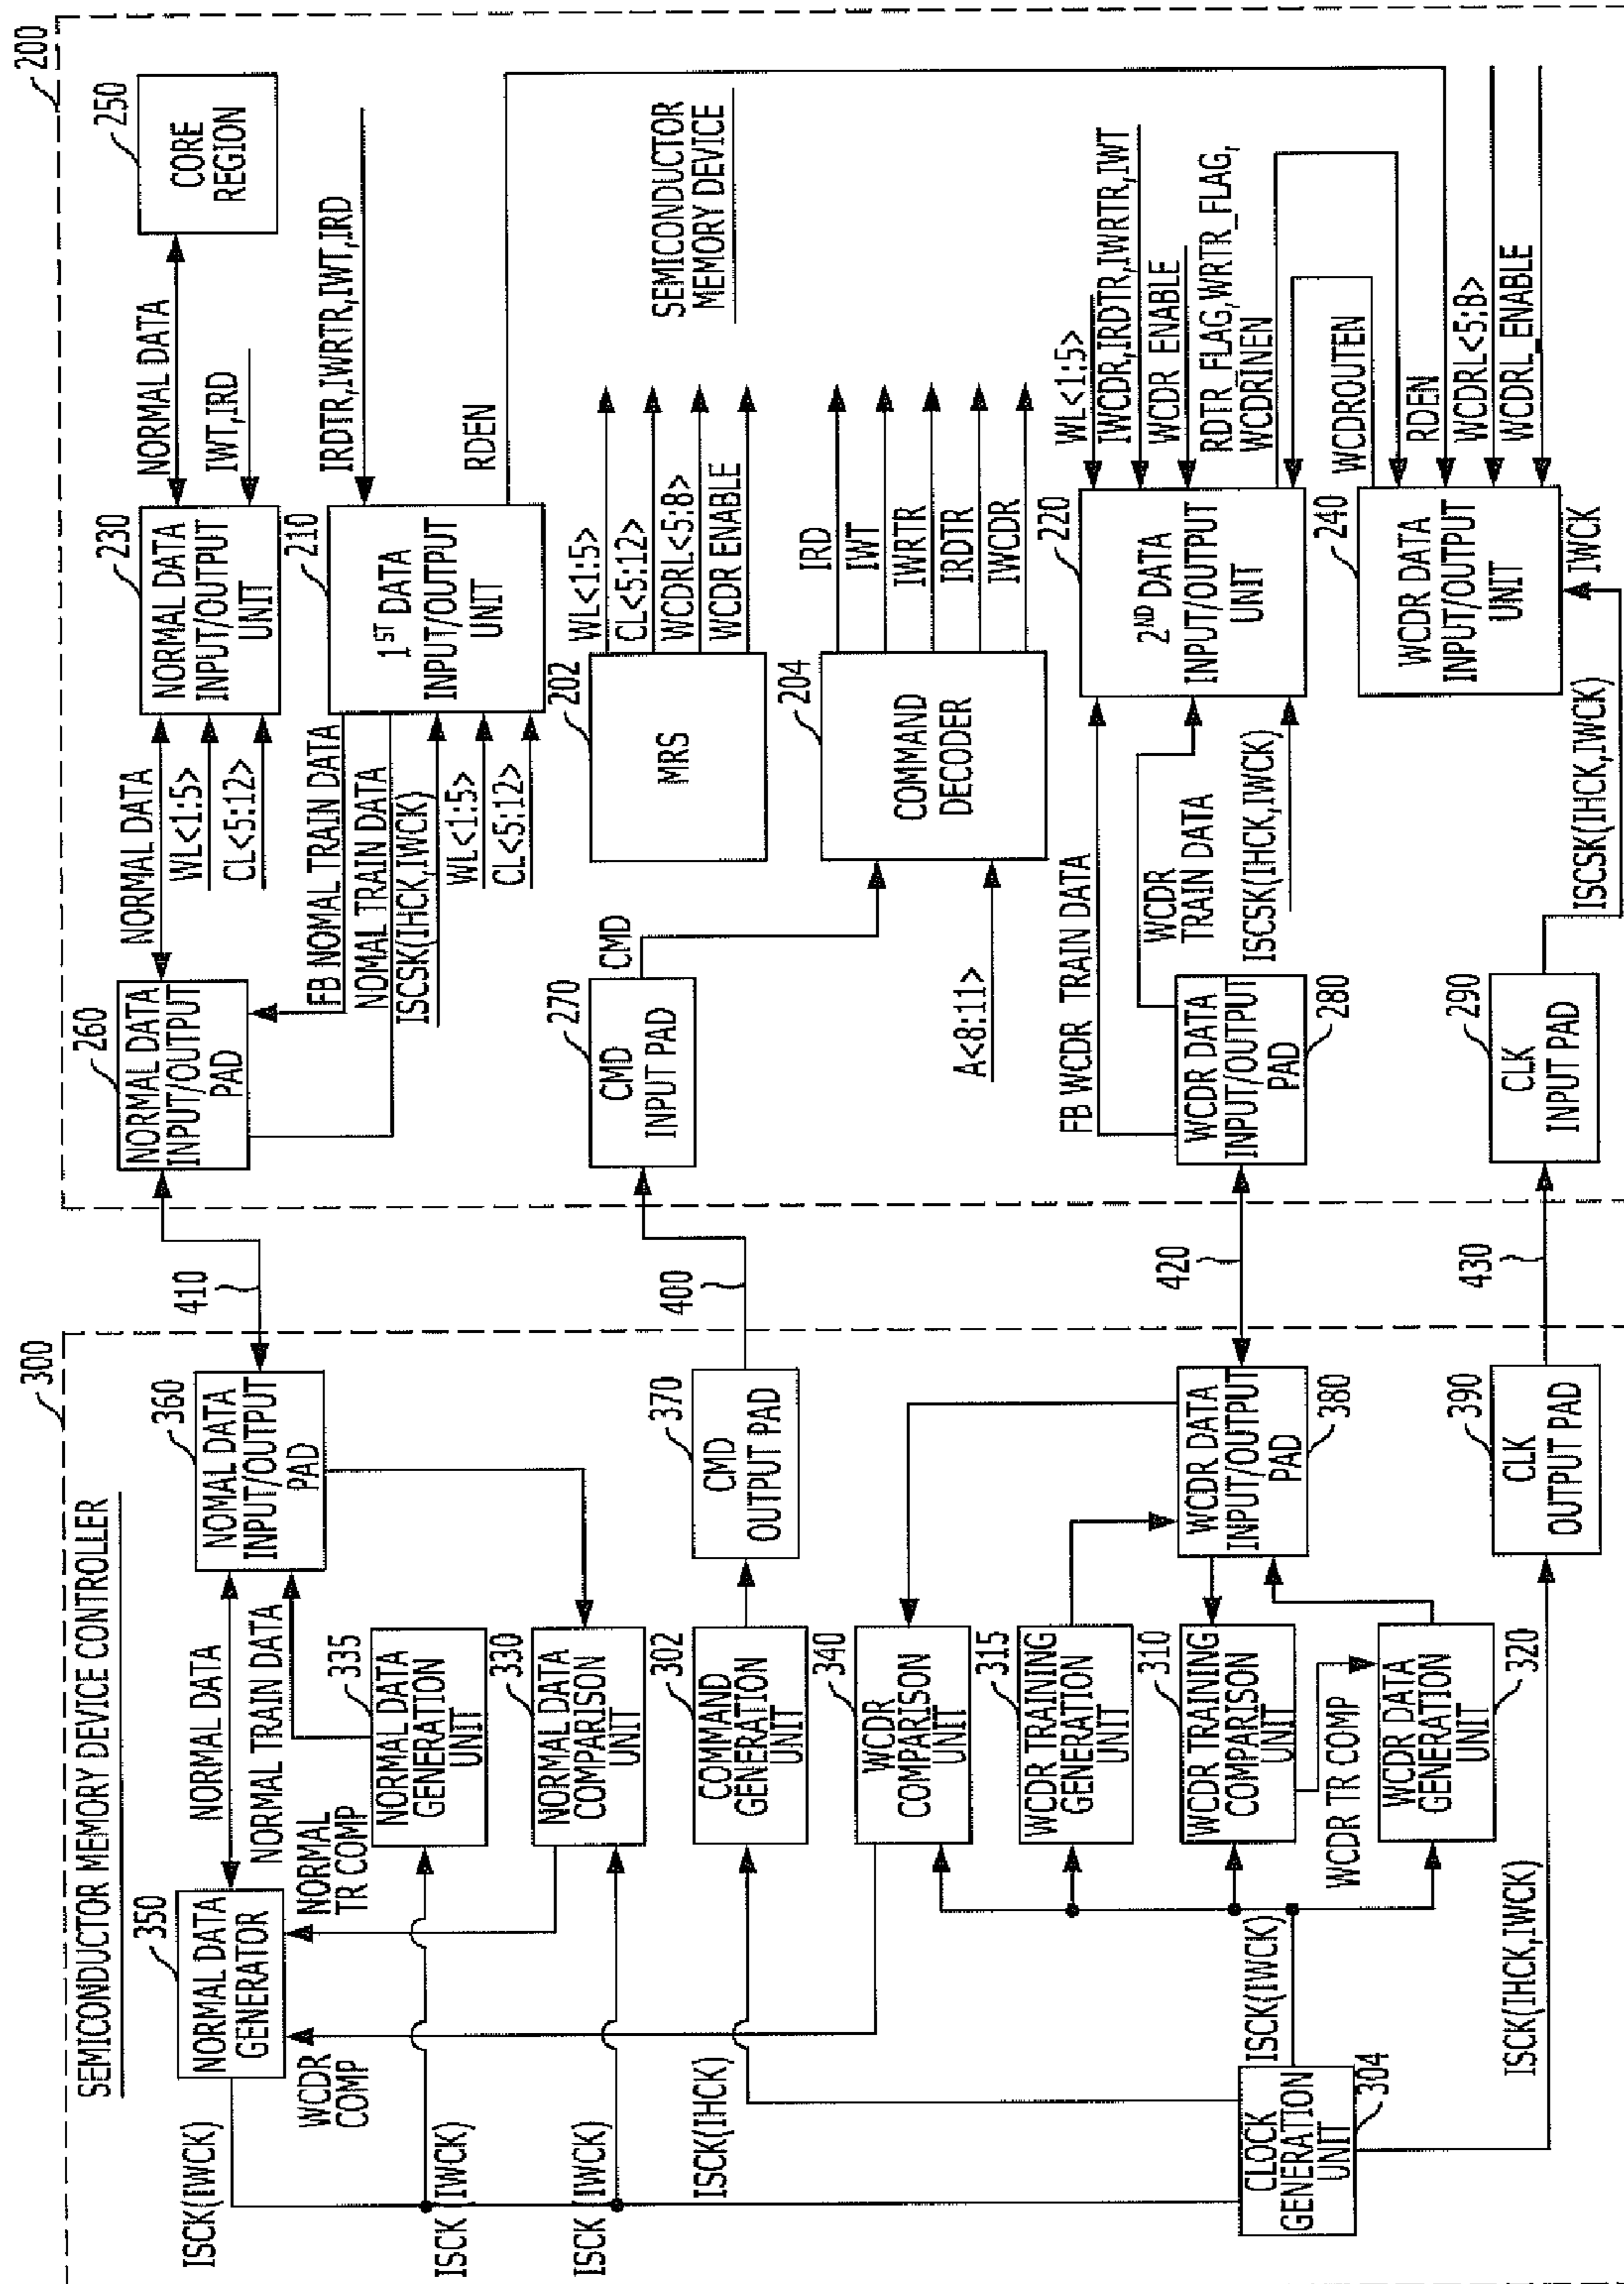 SEMICONDUCTOR MEMORY DEVICE CONTROLLER
300
200
350
NORMAL DATA
GENERATOR
ISCK(IWCK)
WCDR
COMP
NORMAL
TR COMP
NORMAL DATA
NORMAL TRAIN DATA
360
NOMAL DATA
INPUT/OUTPUT
PAD
335
NORMAL DATA
GENERATION
UNIT
ISCK(IWCK)
330
NORMAL DATA
COMPARISON
UNIT
ISCK(IWCK)
302
COMMAND
GENERATION
UNIT
ISCK(IHCK)
370
CMD
OUTPUT PAD
340
WCDR
COMPARISON
UNIT
315
WCDR TRAINING
GENERATION
UNIT
310
WCDR TRAINING
COMPARISON
UNIT
WCDR TR COMP
WCDR DATA
GENERATION
UNIT
320
WCDR DATA
INPUT/OUTPUT
PAD
380
ISCK(IWCK)
CLOCK
GENERATION
UNIT
304
ISCK(IHCK,IWCK)
390
CLK
OUTPUT PAD
410
400
420
430
260
NORMAL DATA
INPUT/OUTPUT
PAD
NORMAL DATA
WL<1:5>
CL<5:12>
230
NORMAL DATA
INPUT/OUTPUT
UNIT
NORMAL DATA
IWT,IRD
250
CORE
REGION
FB NOMAL TRAIN DATA
NOMAL TRAIN DATA
ISCSK(IHCK,IWCK)
WL<1:5>
CL<5:12>
210
1ST DATA
INPUT/OUTPUT
UNIT
IRDTR,IWRTR,IWT,IRD
RDEN
202
MRS
WL<1:5>
CL<5:12>
WCDRL<5:8>
WCDR ENABLE
SEMICONDUCTOR
MEMORY DEVICE
270
CMD
INPUT PAD
CMD
A<8:11>
204
COMMAND
DECODER
IRD
IWT
IWRTR
IRDTR
IWCDR
FB WCDR TRAIN DATA
WCDR
TRAIN DATA
ISCSK(IHCK,IWCK)
WCDR DATA
INPUT/OUTPUT
PAD
280
220
2ND DATA
INPUT/OUTPUT
UNIT
WL<1:5>
IWCDR,IRDTR,IWRTR,IWT
WCDR ENABLE
RDTR_FLAG,WRTR_FLAG,
WCDRINEN
WCDROUTEN
240
WCDR DATA
INPUT/OUTPUT
UNIT
RDEN
WCDRL<5:8>
WCDRL_ENABLE
IWCK
290
CLK
INPUT PAD
ISCSK(IHCK,IWCK)